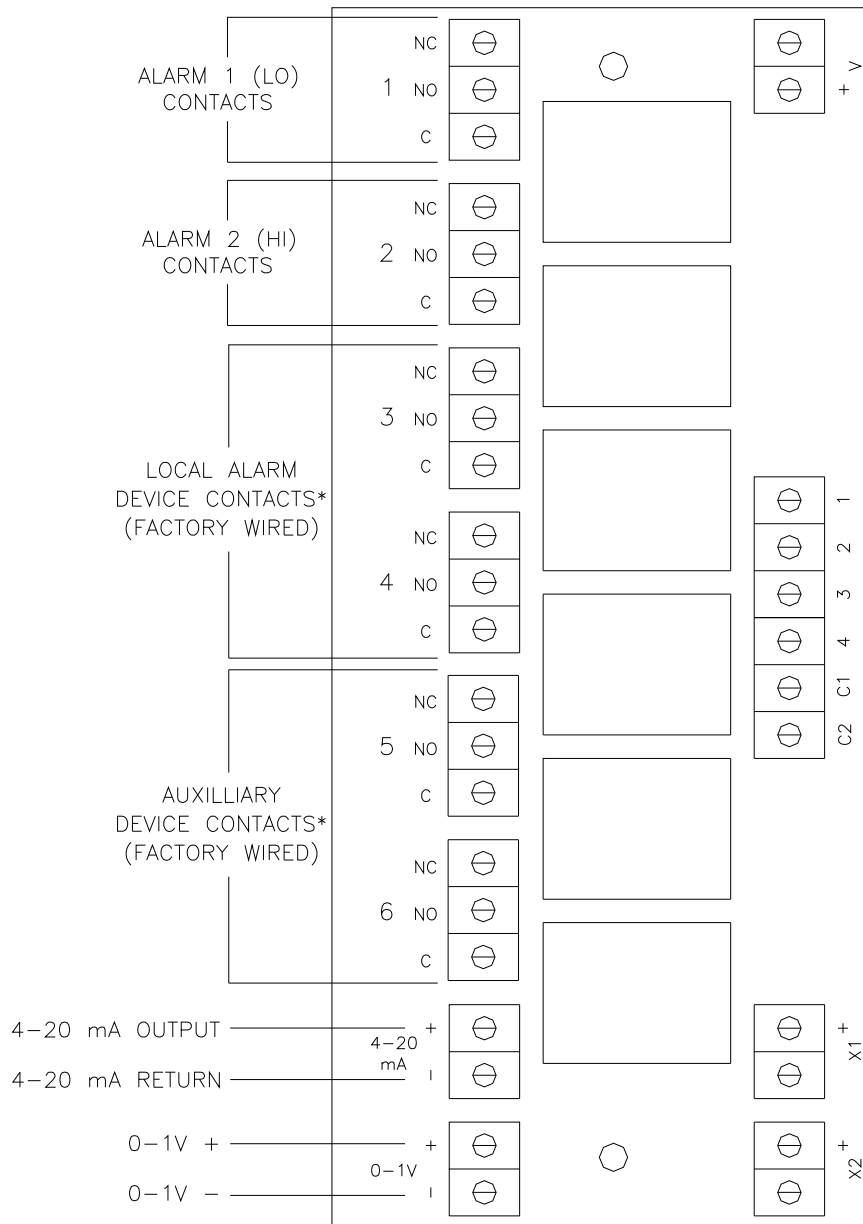 ALARM 1 (LO)
CONTACTS
NC
1 NO
C
V
+
ALARM 2 (HI)
CONTACTS
NC
2 NO
C
LOCAL ALARM
DEVICE CONTACTS*
(FACTORY WIRED)
NC
3 NO
C
NC
4 NO
C
1
2
3
4
C1
C2
AUXILLIARY
DEVICE CONTACTS*
(FACTORY WIRED)
NC
5 NO
C
NC
6 NO
C
4-20 mA OUTPUT
+
4-20
mA
4-20 mA RETURN
-
+
X1
0-1V +
+
0-1V
0-1V -
-
+
X2